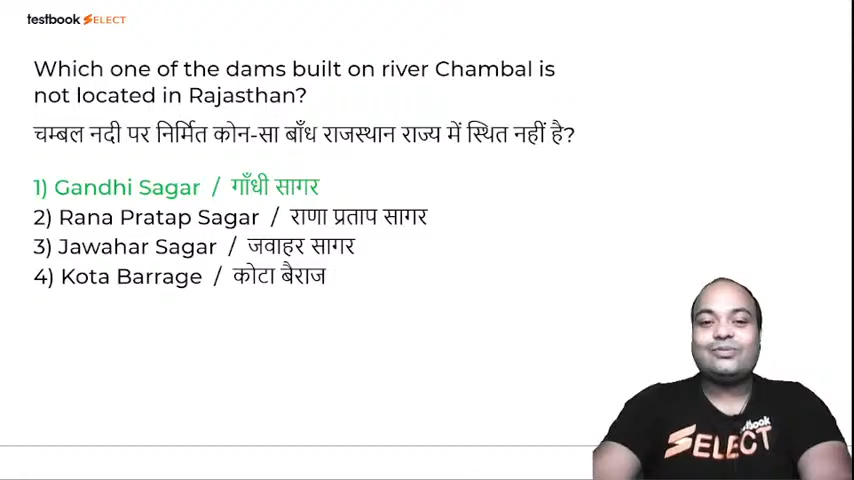 testbook SELECT
Which one of the dams built on river Chambal is
not located in Rajasthan?
चम्बल नदी पर निर्मित कोन-सा बाँध राजस्थान राज्य में स्थित नहीं है?
1) Gandhi Sagar / गाँधी सागर
2) Rana Pratap Sagar / राणा प्रताप सागर
3) Jawahar Sagar / जवाहर सागर
4) Kota Barrage / कोटा बैराज
testbook
SELECT